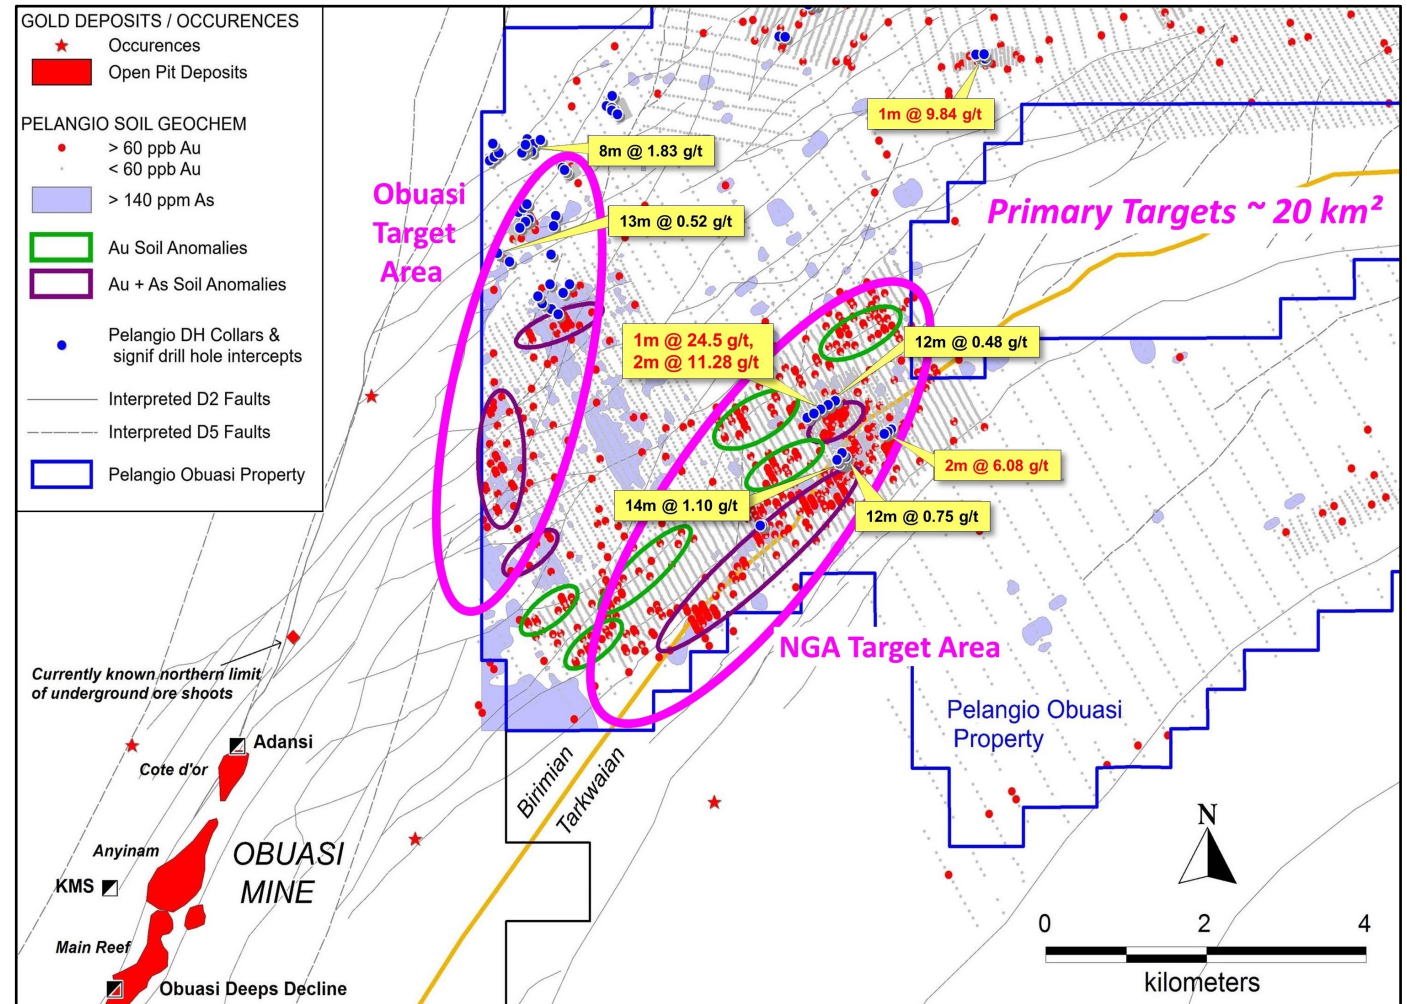 GOLD DEPOSITS / OCCURENCES
Occurences
Open Pit Deposits
PELANGIO SOIL GEOCHEM
> 60 ppb Au
< 60 ppb Au
> 140 ppm As
Au Soil Anomalies
Au + As Soil Anomalies
Pelangio DH Collars &
signif drill hole intercepts
Interpreted D2 Faults
Interpreted D5 Faults
Pelangio Obuasi Property
1m @ 9.84 g/t
8m @ 1.83 g/t
Obuasi
Target
Area
13m @ 0.52 g/t
Primary Targets ~ 20 km²
1m @ 24.5 g/t,
2m @ 11.28 g/t
12m @ 0.48 g/t
2m @ 6.08 g/t
14m @ 1.10 g/t
12m @ 0.75 g/t
NGA Target Area
Currently known northern limit
of underground ore shoots
Pelangio Obuasi
Property
Adansi
Cote d'or
Birimian
Tarkwaian
Anyinam
OBUASI
MINE
KMS
Main Reef
Obuasi Deeps Decline
N
0 2 4
kilometers